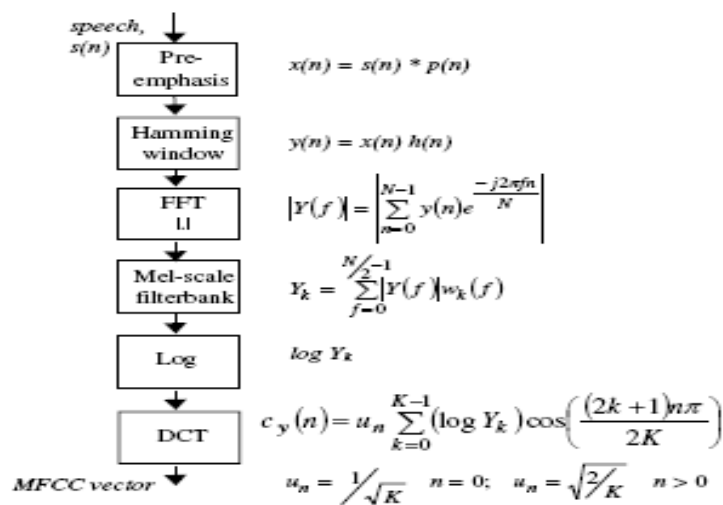 speech,
s(n)
Pre-
emphasis
x(n) = s(n) * p(n)
Hamming
window
y(n) = x(n) h(n)
FFT
|.|
|Y(f)| = |∑_{n=0}^{N-1} y(n)e^{-j2πfn/N}|
Mel-scale
filterbank
Y_k = ∑_{f=0}^{N/2-1} |Y(f)|w_k(f)
Log
log Y_k
DCT
c_y(n) = u_n ∑_{k=0}^{K-1} (log Y_k) cos((2k+1)nπ/2K)
MFCC vector
u_n = 1/√K n=0; u_n = √(2/K) n > 0